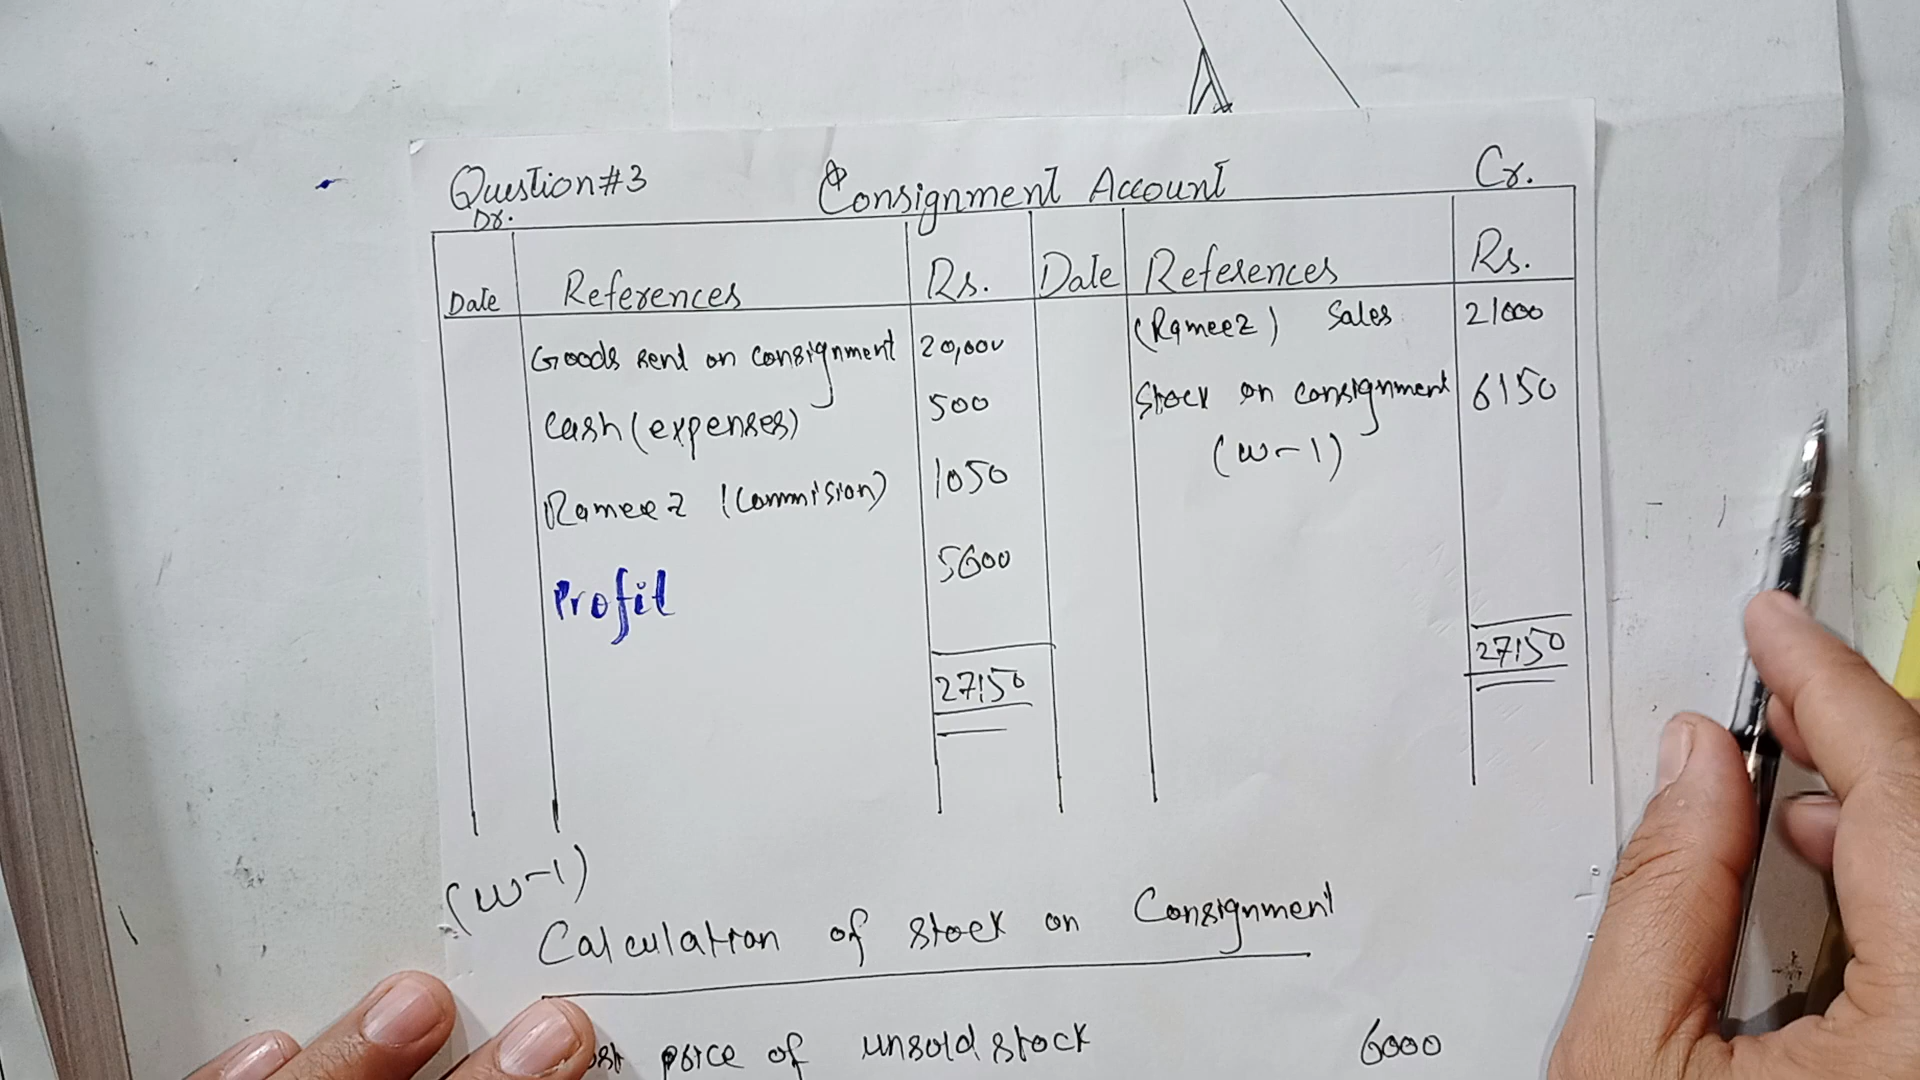 Question#3 Consignment Account Cr.
Dr.
Date References Rs. Date References Rs.
Goods sent on consignment 20,000 (Rameez) Sales 21000
Cash (expenses) 500 Stock on consignment 6150
(w-1)
Rameez (Commision) 1050
Profit 5600
27150 27150
(w-1)
Calculation of stock on Consignment
of unsold stock 6000